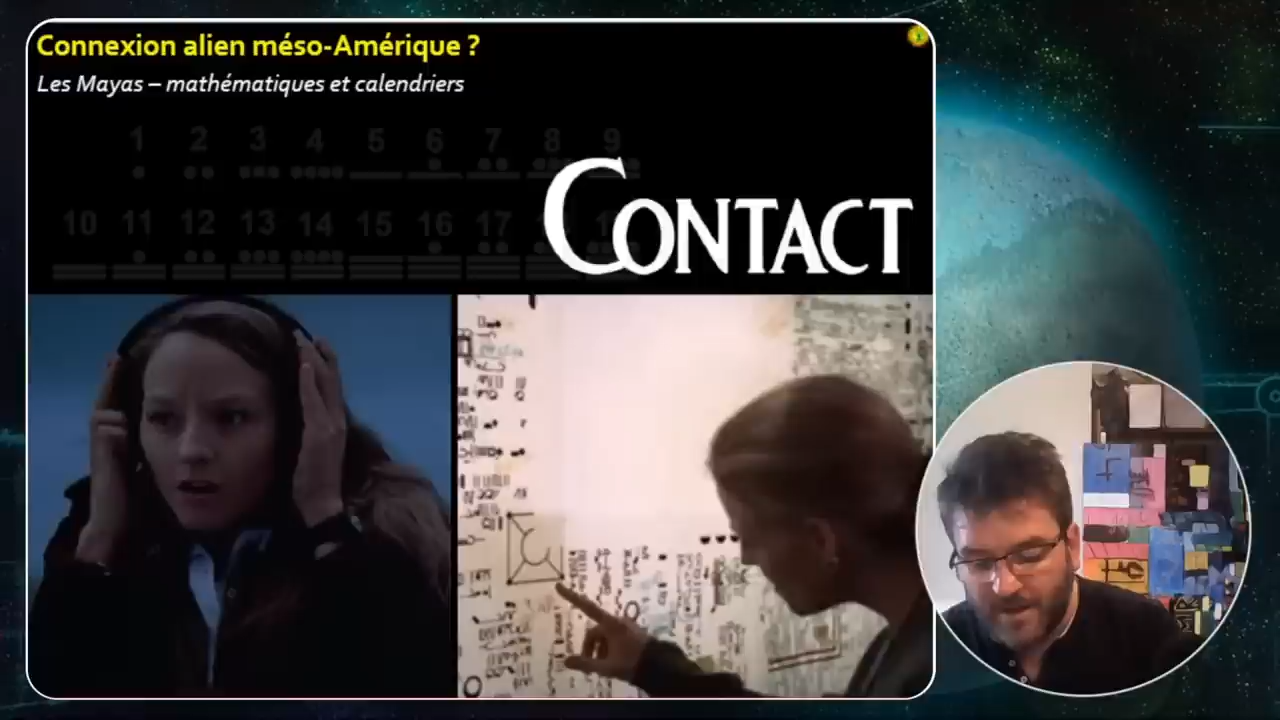 Connexion alien méso-Amérique ?
Les Mayas – mathématiques et calendriers
1 2 3 4 5 6 7 8 9
10 11 12 13 14 15 16 17
CONTACT